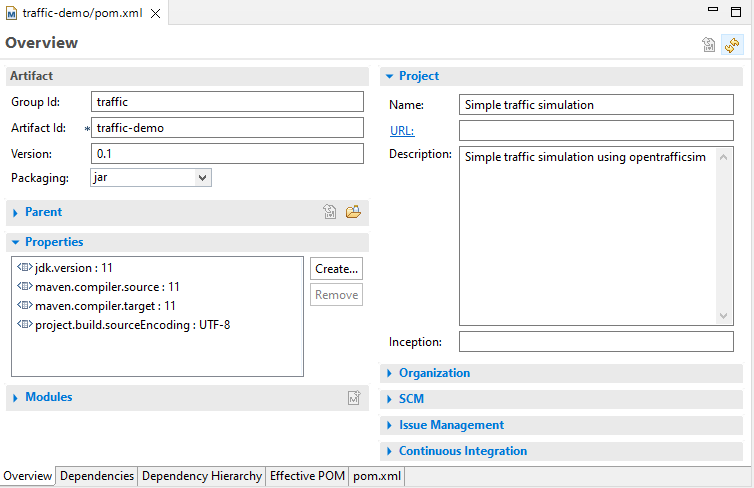 traffic-demo/pom.xml
Overview
Artifact
Group Id: traffic
Artifact Id: * traffic-demo
Version: 0.1
Packaging: jar
Parent
Properties
jdk.version : 11
maven.compiler.source : 11
maven.compiler.target : 11
project.build.sourceEncoding : UTF-8
Create...
Remove
Modules
Project
Name: Simple traffic simulation
URL:
Description: Simple traffic simulation using opentrafficsim
Inception:
Organization
SCM
Issue Management
Continuous Integration
Overview Dependencies Dependency Hierarchy Effective POM pom.xml